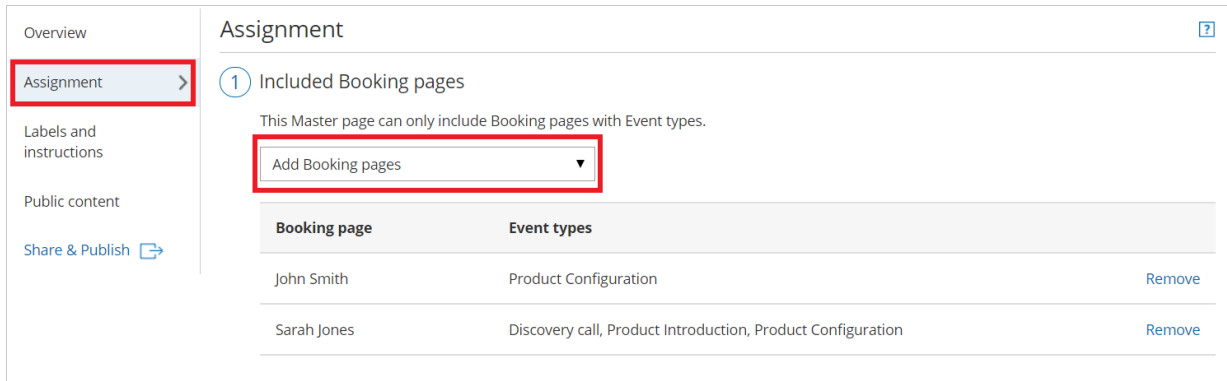 Overview
Assignment
Labels and
instructions
Public content
Share & Publish
Assignment
?
1 Included Booking pages
This Master page can only include Booking pages with Event types.
Add Booking pages
Booking page Event types
John Smith Product Configuration Remove
Sarah Jones Discovery call, Product Introduction, Product Configuration Remove